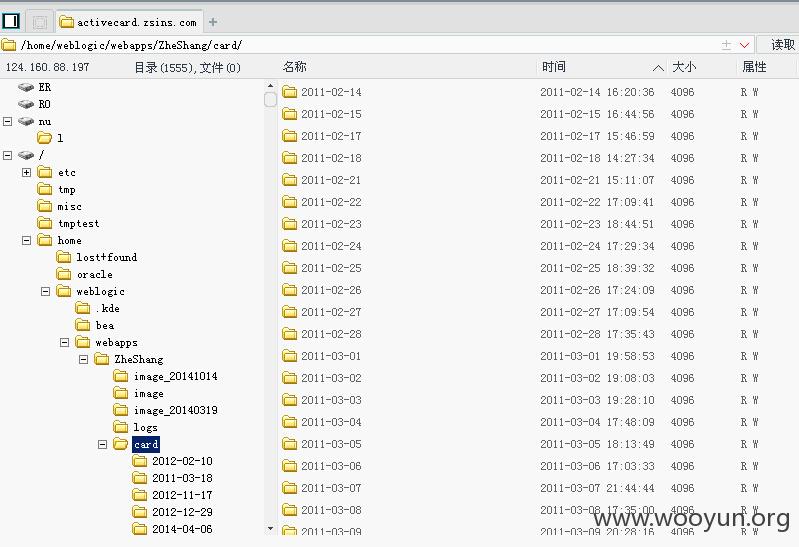 activecard.zsins.com
/home/weblogic/webapps/ZheShang/card/
读取
124.160.88.197 目录(1555),文件(0)
名称 时间 大小 属性
ER
RO
nu
l
/
etc
tmp
misc
tmptest
home
lost+found
oracle
weblogic
.kde
bea
webapps
ZheShang
image_20141014
image
image_20140319
logs
card
2012-02-10
2011-03-18
2012-11-17
2012-12-29
2014-04-06
2011-02-14 2011-02-14 16:20:36 4096 R W
2011-02-15 2011-02-15 16:44:56 4096 R W
2011-02-17 2011-02-17 15:46:59 4096 R W
2011-02-18 2011-02-18 14:27:34 4096 R W
2011-02-21 2011-02-21 15:11:07 4096 R W
2011-02-22 2011-02-22 17:09:41 4096 R W
2011-02-23 2011-02-23 18:44:51 4096 R W
2011-02-24 2011-02-24 17:29:34 4096 R W
2011-02-25 2011-02-25 18:39:32 4096 R W
2011-02-26 2011-02-26 17:24:09 4096 R W
2011-02-27 2011-02-27 17:09:54 4096 R W
2011-02-28 2011-02-28 17:35:43 4096 R W
2011-03-01 2011-03-01 19:58:53 4096 R W
2011-03-02 2011-03-02 19:08:03 4096 R W
2011-03-03 2011-03-03 19:28:10 4096 R W
2011-03-04 2011-03-04 17:48:09 4096 R W
2011-03-05 2011-03-05 18:13:49 4096 R W
2011-03-06 2011-03-06 17:03:33 4096 R W
2011-03-07 2011-03-07 21:44:44 4096 R W
2011-03-08 2011-03-08 17:35:00 4096 R W
2011-03-09 2011-03-09 20:28:16 4096 R W
www.wooyun.org